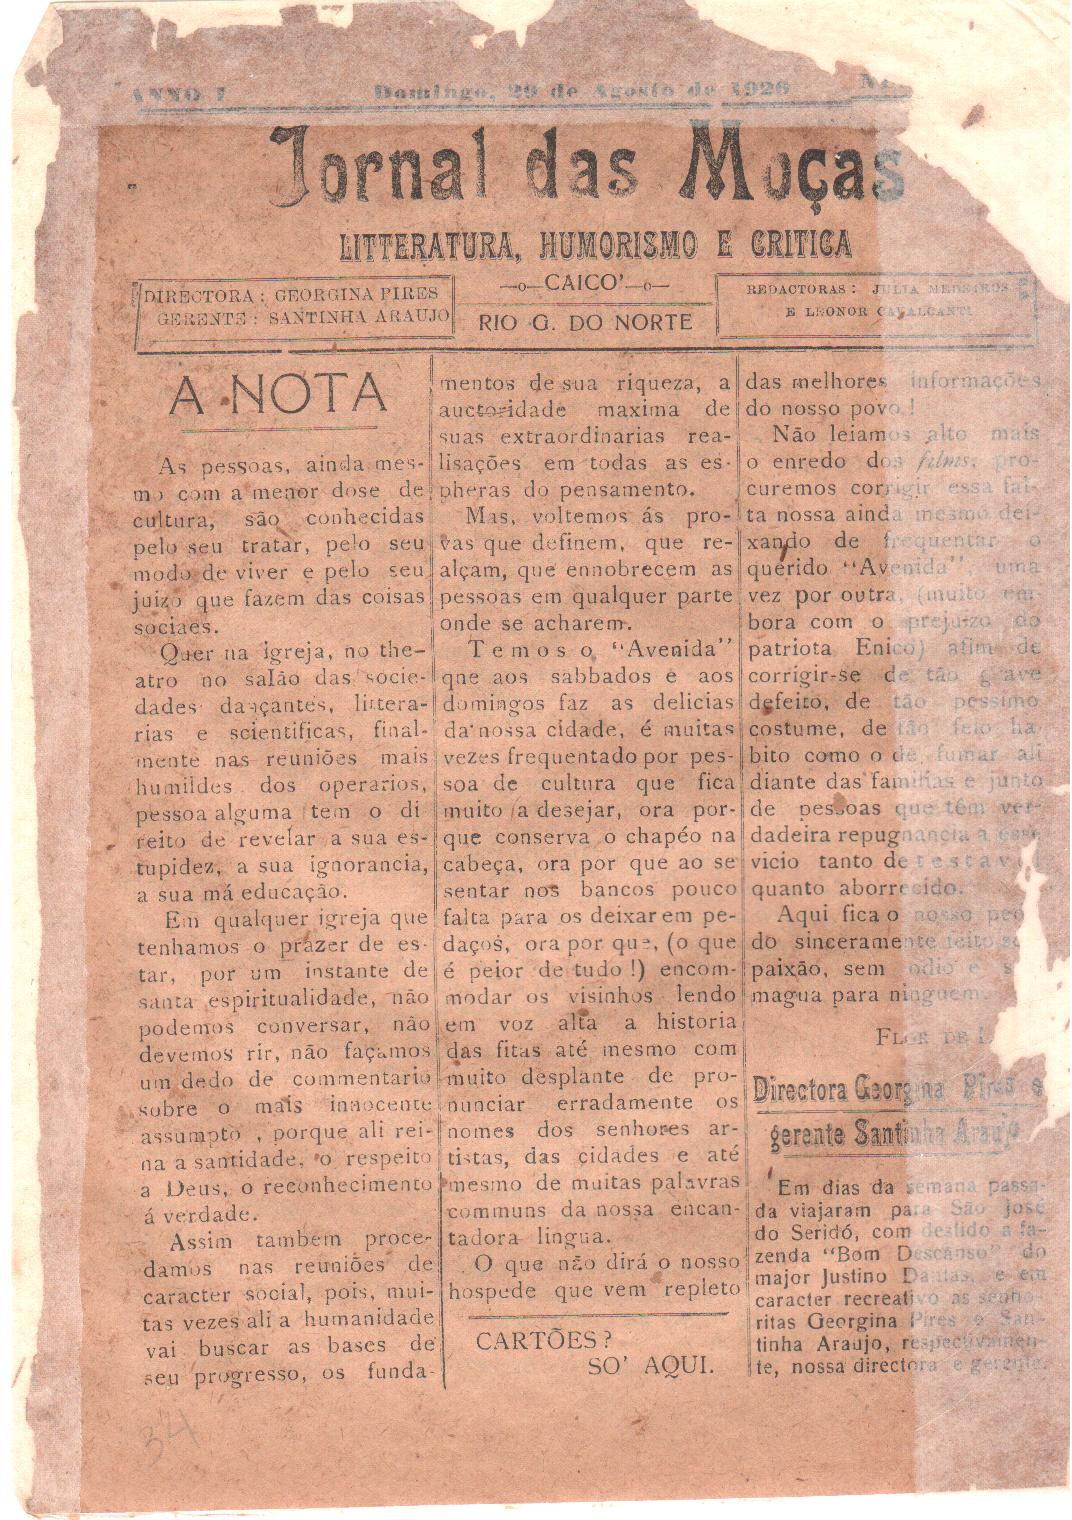 ANNO I
Domingo, 29 de Agosto de 1926
Jornal das Moças
LITTERATURA, HUMORISMO E CRITICA
DIRECTORA : GEORGINA PIRES
GERENTE : SANTINHA ARAUJO
—o—CAICO'—o—
RIO G. DO NORTE
REDACTORAS : JULIA MEDEIROS
E LEONOR CAVALCANTI
A NOTA
As pessoas, ainda mes-
mo com a menor dose de
cultura, são conhecidas
pelo seu tratar, pelo seu
modo de viver e pelo seu
juizo que fazem das coisas
sociaes.
Quer na igreja, no the-
atro no salão das socie-
dades dançantes, littera-
rias e scientificas, final-
mente nas reuniões mais
humildes dos operarios,
pessoa alguma tem o di
reito de revelar a sua es-
tupidez, a sua ignorancia,
a sua má educação.
Em qualquer igreja que
tenhamos o prazer de es-
tar, por um instante de
santa espiritualidade, não
podemos conversar, não
devemos rir, não façamos
um dedo de commentario
sobre o mais innocente
assumpto , porque ali rei-
na a santidade, o respeito
a Deus, o reconhecimento
á verdade.
Assim tambem proce-
damos nas reuniões de
caracter social, pois, mui-
tas vezes ali a humanidade
vai buscar as bases de
seu progresso, os funda-
mentos de sua riqueza, a
auctoridade maxima de
suas extraordinarias rea-
lisações em todas as es-
pheras do pensamento.
Mas, voltemos ás pro-
vas que definem, que re-
alçam, que ennobrecem as
pessoas em qualquer parte
onde se acharem.
Temos o "Avenida"
qne aos sabbados e aos
domingos faz as delicias
da nossa cidade, é muitas
vezes frequentado por pes-
soa de cultura que fica
muito a desejar, ora por-
que conserva o chapéo na
cabeça, ora por que ao se
sentar nos bancos pouco
falta para os deixarem pe-
daços, ora por que, (o que
é peior de tudo !) encom-
modar os visinhos lendo
em voz alta a historia
das fitas até mesmo com
muito desplante de pro-
nunciar erradamente os
nomes dos senhores ar-
tistas, das cidades e até
mesmo de muitas palavras
communs da nossa encan-
tadora lingua.
O que não dirá o nosso
hospede que vem repleto
CARTÕES ?
SO' AQUI.
das melhores informações
do nosso povo !
Não leiamos alto mais
o enredo dos films, pro-
curemos corrigir essa fal-
ta nossa ainda mesmo dei-
xando de frequentar o
querido "Avenida", uma
vez por outra, (muito em-
bora com o prejuizo do
patriota Enico) afim de
corrigir-se de tão grave
defeito, de tão pessimo
costume, de tão feio ha-
bito como o de fumar ali
diante das familias e junto
de pessoas que têm ver-
dadeira repugnancia a esse
vicio tanto detestavel
quanto aborrecido.
Aqui fica o nosso pedi-
do sinceramente feito
paixão, sem odio e
magua para ninguem.
FLOR DE
Directora Georgina Pires e
gerente Santinha Araujo
Em dias da semana passa-
da viajaram para São José
do Seridó, com destido a fa-
zenda "Bom Descanso" do
major Justino Dantas, e em
caracter recreativo as senho-
ritas Georgina Pires e San-
tinha Araujo, respectivamen-
te, nossa directora e gerente.
34